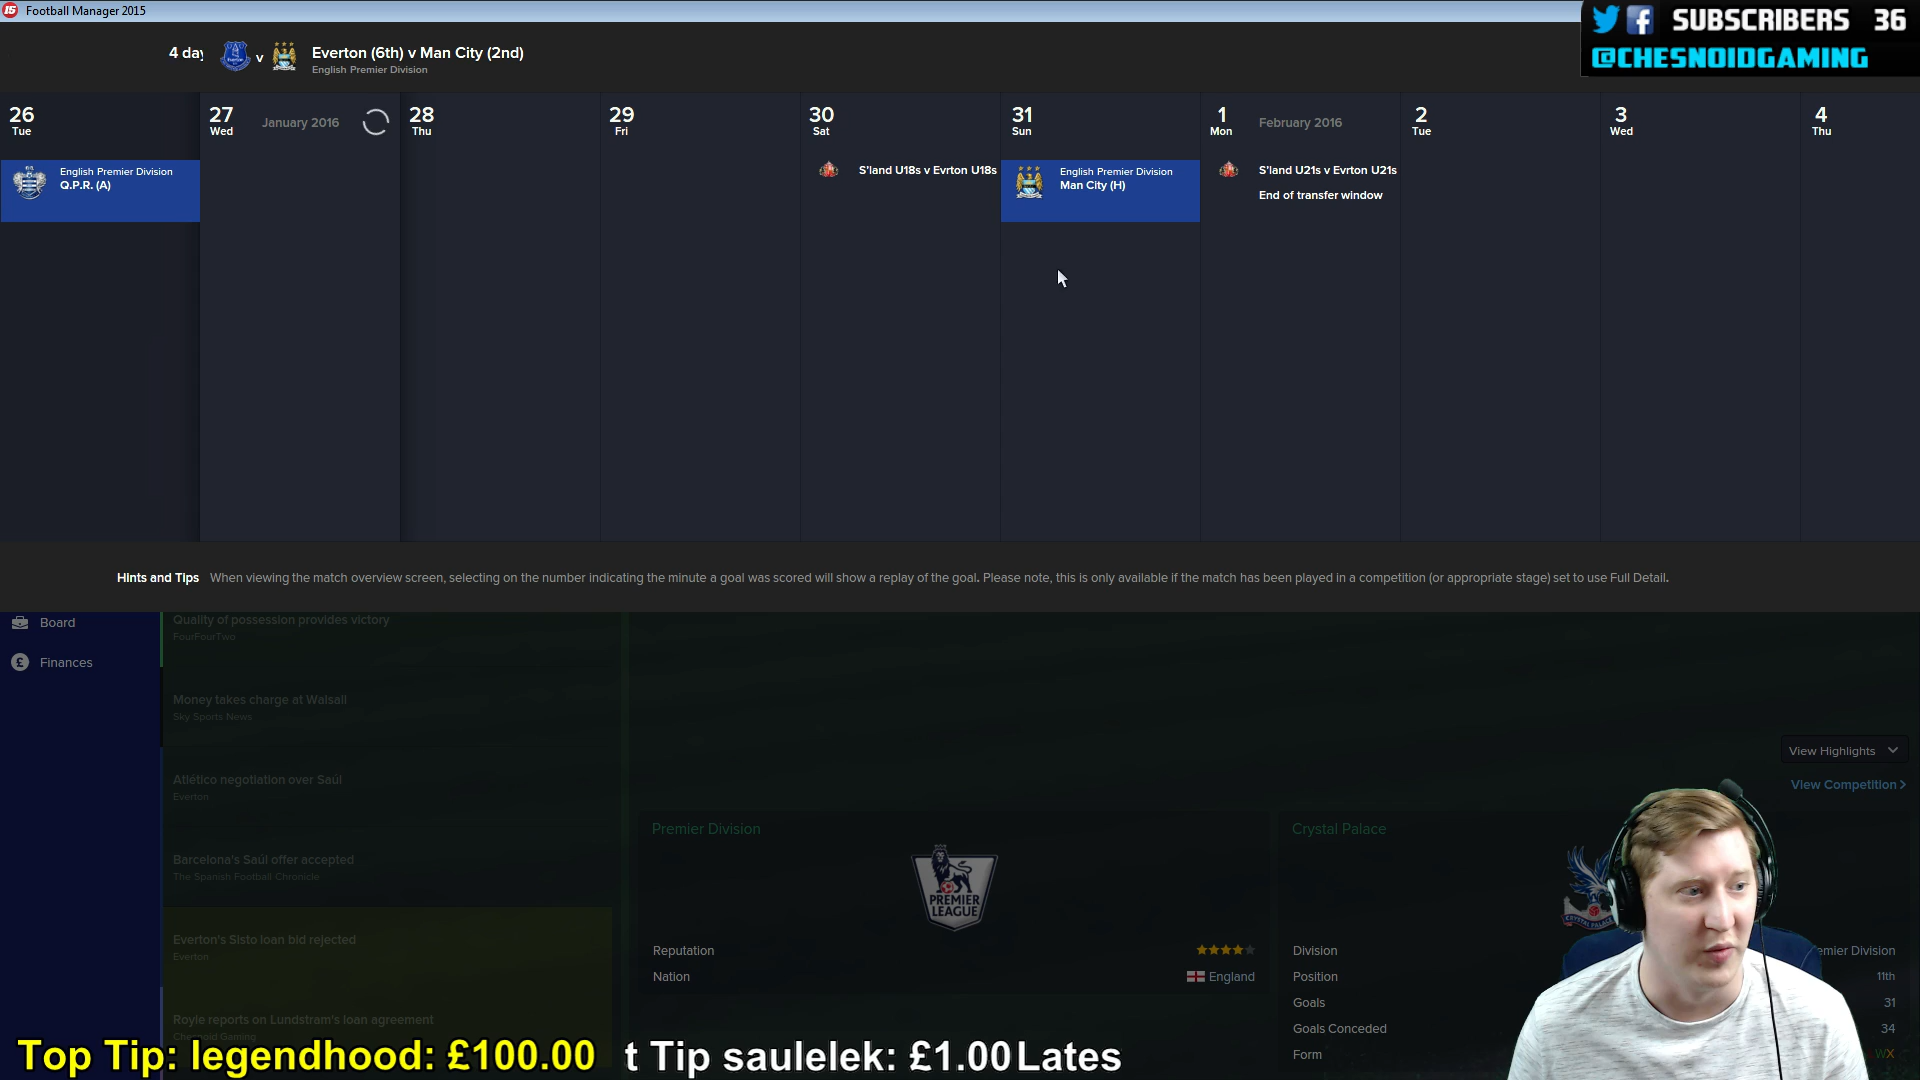 Football Manager 2015
SUBSCRIBERS 36
@CHESNOIDGAMING
4 day
v
Everton (6th) v Man City (2nd)
English Premier Division
26
Tue
27
Wed
January 2016
28
Thu
29
Fri
30
Sat
31
Sun
1
Mon
February 2016
2
Tue
3
Wed
4
Thu
English Premier Division
Q.P.R. (A)
S'land U18s v Evrton U18s
English Premier Division
Man City (H)
S'land U21s v Evrton U21s
End of transfer window
Hints and Tips When viewing the match overview screen, selecting on the number indicating the minute a goal was scored will show a replay of the goal. Please note, this is only available if the match has been played in a competition (or appropriate stage) set to use Full Detail.
Board
Finances
Quality of possession provides victory
FourFourTwo
Money takes charge at Walsall
Sky Sports News
Atlético negotiation over Saúl
Everton
Barcelona's Saúl offer accepted
The Spanish Football Chronicle
Everton's Sisto loan bid rejected
Everton
Royle reports on Lundstram's loan agreement
Chesnoid Gaming
View Highlights
View Competition
Premier Division
PREMIER
LEAGUE
Reputation
Nation
England
Crystal Palace
CRYSTAL PALACE
Division
emier Division
Position
11th
Goals
31
Goals Conceded
34
Form
WX
Top Tip: legendhood: £100.00
t Tip saulelek: £1.00 Lates